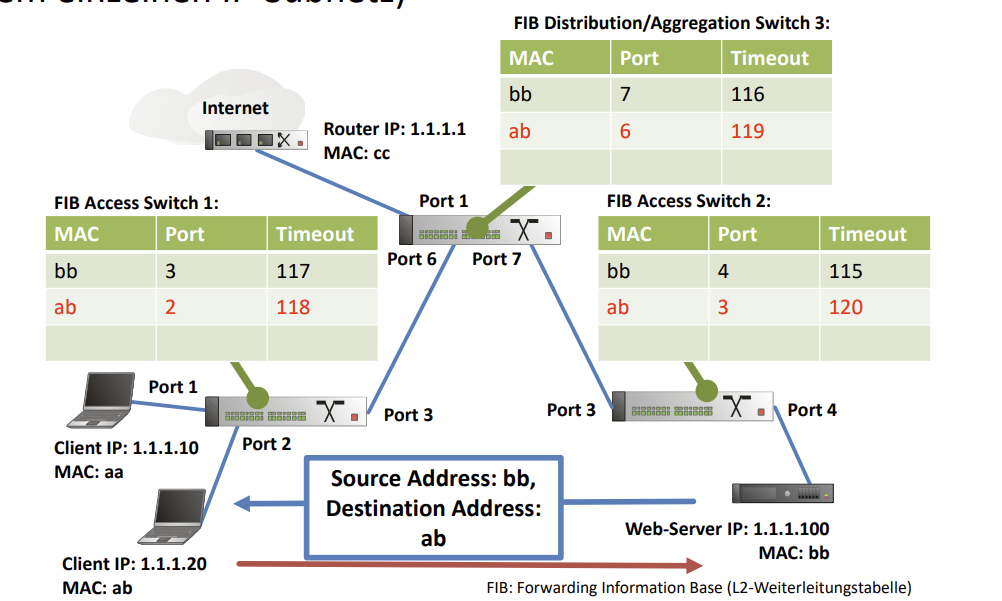 FIB Distribution/Aggregation Switch 3:
MAC Port Timeout
bb 7 116
ab 6 119
Internet
Router IP: 1.1.1.1
MAC: cc
FIB Access Switch 1:
MAC Port Timeout
bb 3 117
ab 2 118
Port 1
Port 6 Port 7
FIB Access Switch 2:
MAC Port Timeout
bb 4 115
ab 3 120
Port 1
Port 3
Port 2
Client IP: 1.1.1.10
MAC: aa
Port 3
Port 4
Source Address: bb,
Destination Address:
ab
Web-Server IP: 1.1.1.100
MAC: bb
Client IP: 1.1.1.20
MAC: ab
FIB: Forwarding Information Base (L2-Weiterleitungstabelle)